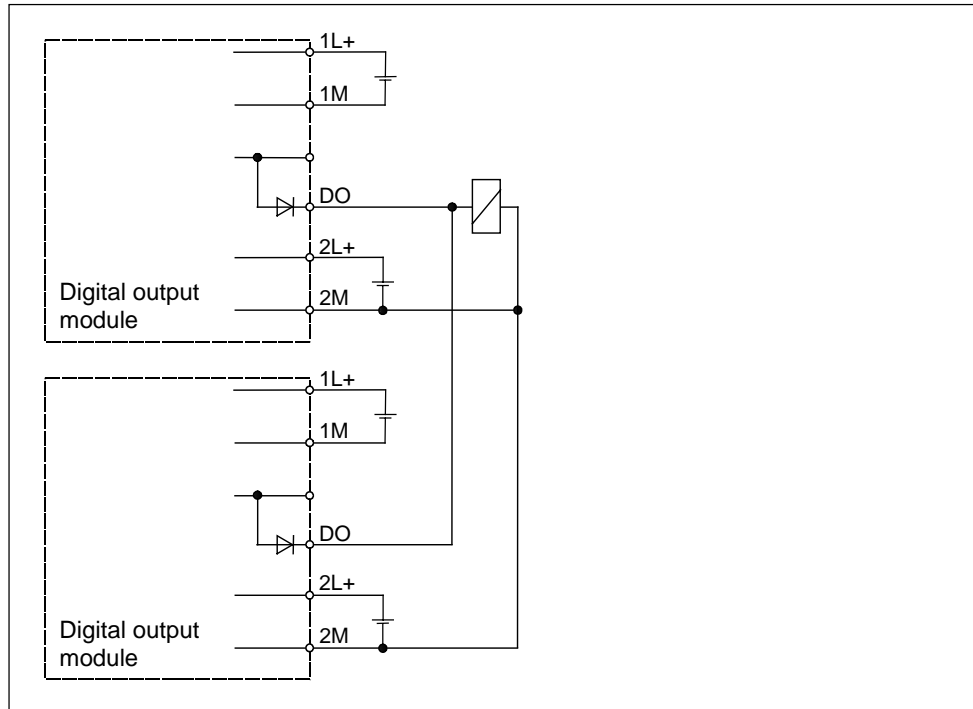 1L+
1M
DO
2L+
Digital output
2M
module
1L+
1M
DO
2L+
Digital output
2M
module